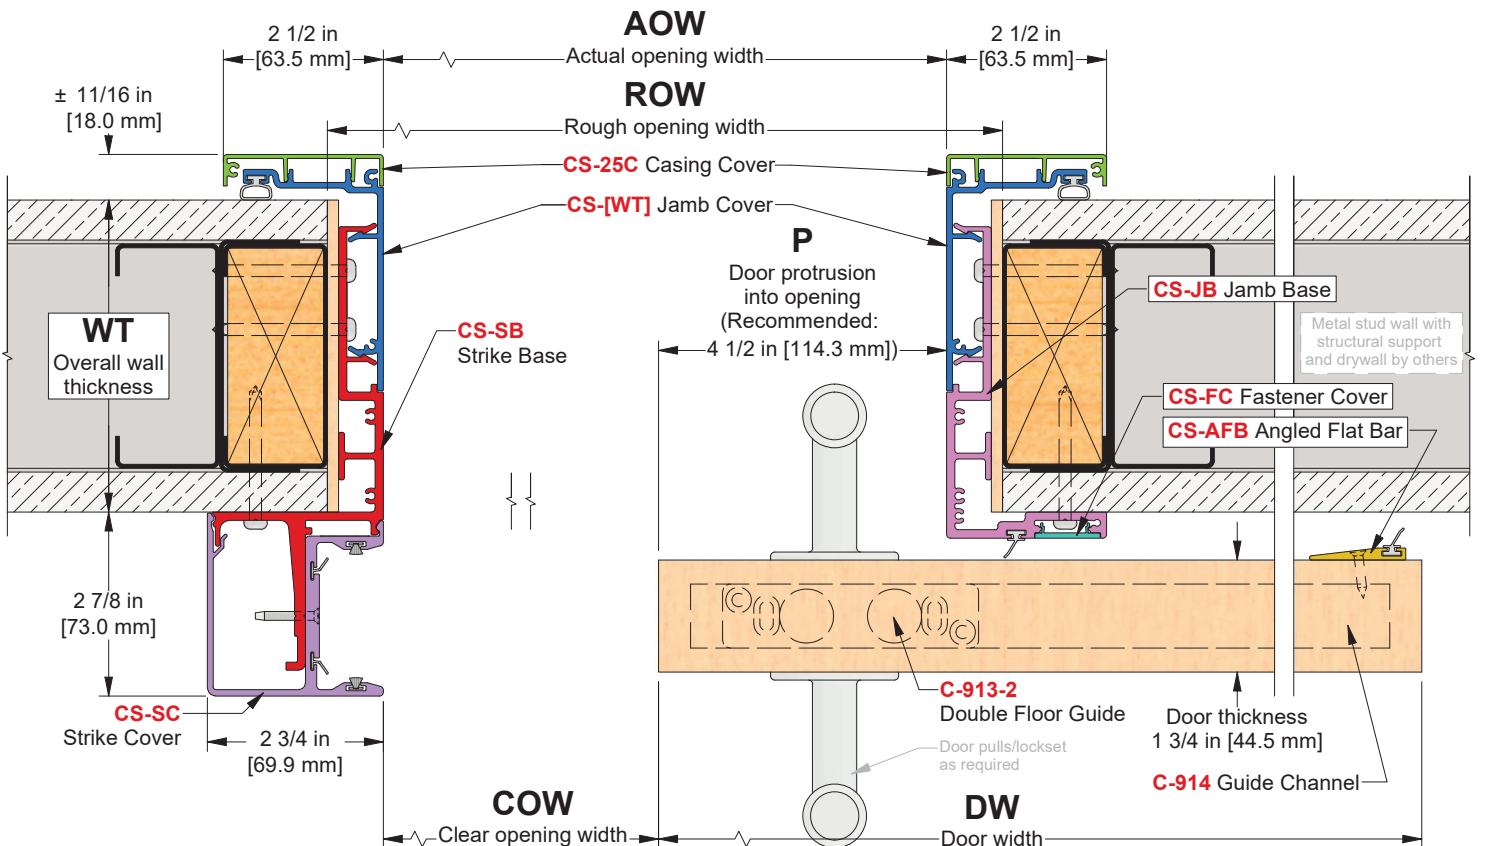 AOW
Actual opening width
2 1/2 in
[63.5 mm]
2 1/2 in
[63.5 mm]
± 11/16 in
[18.0 mm]
ROW
Rough opening width
CS-25C Casing Cover
CS-[WT] Jamb Cover
P
Door protrusion
into opening
(Recommended:
4 1/2 in [114.3 mm])
CS-JB Jamb Base
WT
Overall wall
thickness
CS-SB
Strike Base
Metal stud wall with
structural support
and drywall by others
CS-FC Fastener Cover
CS-AFB Angled Flat Bar
2 7/8 in
[73.0 mm]
CS-SC
Strike Cover
2 3/4 in
[69.9 mm]
C-913-2
Double Floor Guide
Door pulls/lockset
as required
Door thickness
1 3/4 in [44.5 mm]
C-914 Guide Channel
COW
Clear opening width
DW
Door width